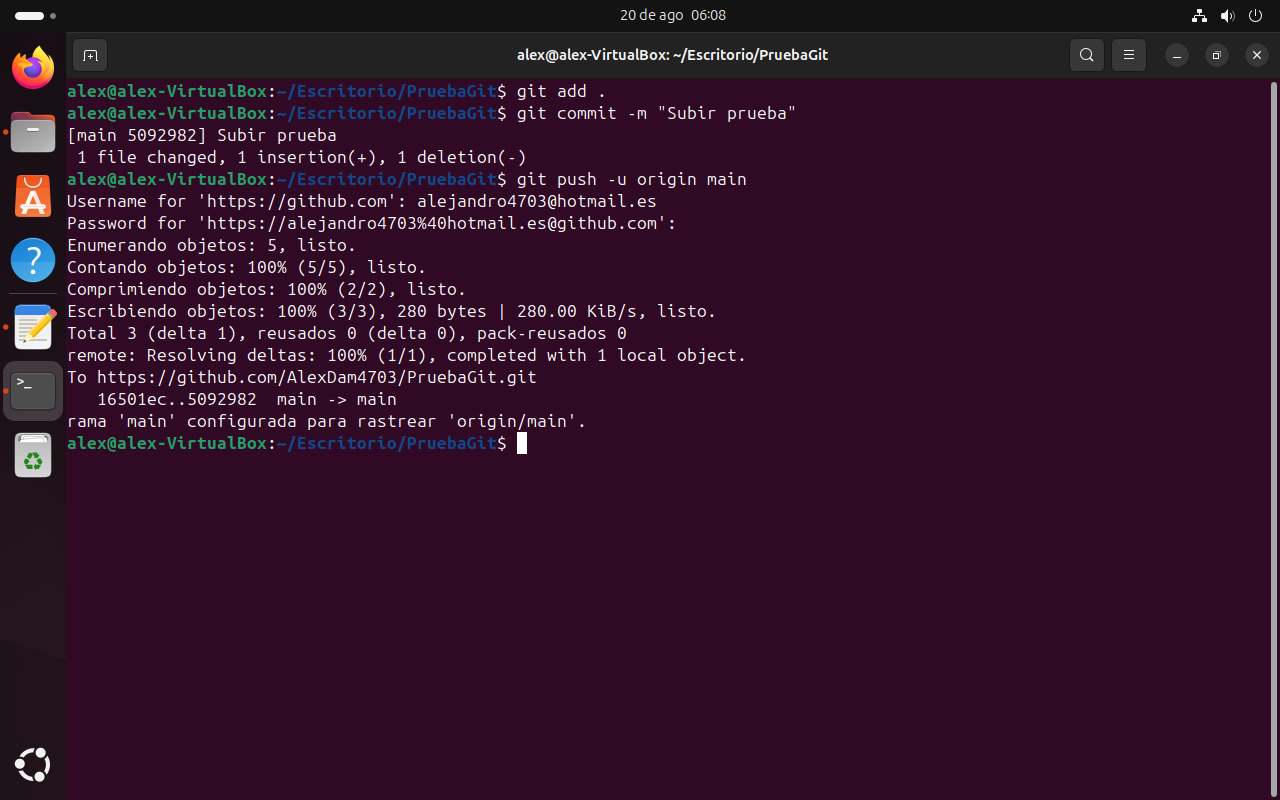 20 de ago 06:08
alex@alex-VirtualBox: ~/Escritorio/PruebaGit
alex@alex-VirtualBox:~/Escritorio/PruebaGit$ git add .
alex@alex-VirtualBox:~/Escritorio/PruebaGit$ git commit -m "Subir prueba"
[main 5092982] Subir prueba
 1 file changed, 1 insertion(+), 1 deletion(-)
alex@alex-VirtualBox:~/Escritorio/PruebaGit$ git push -u origin main
Username for 'https://github.com': alejandro4703@hotmail.es
Password for 'https://alejandro4703%40hotmail.es@github.com':
Enumerando objetos: 5, listo.
Contando objetos: 100% (5/5), listo.
Comprimiendo objetos: 100% (2/2), listo.
Escribiendo objetos: 100% (3/3), 280 bytes | 280.00 KiB/s, listo.
Total 3 (delta 1), reusados 0 (delta 0), pack-reusados 0
remote: Resolving deltas: 100% (1/1), completed with 1 local object.
To https://github.com/AlexDam4703/PruebaGit.git
   16501ec..5092982  main -> main
rama 'main' configurada para rastrear 'origin/main'.
alex@alex-VirtualBox:~/Escritorio/PruebaGit$